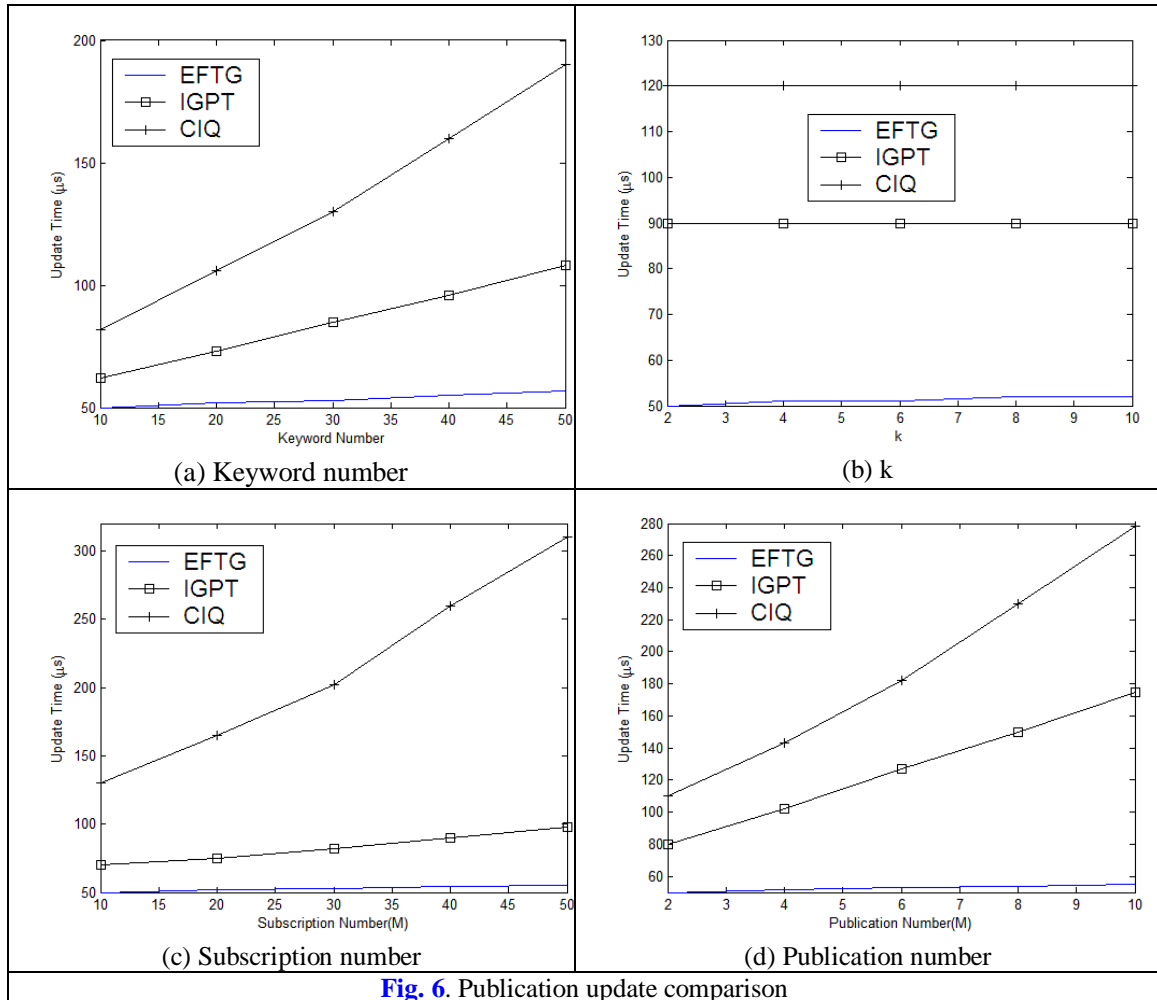 200
150
100
50
Update Time (μs)
EFTG
IGPT
CIQ
10 15 20 25 30 35 40 45 50
Keyword Number
(a) Keyword number
130
120
110
100
90
80
70
60
50
Update Time (μs)
EFTG
IGPT
CIQ
2 3 4 5 6 7 8 9 10
k
(b) k
300
250
200
150
100
50
Update Time (μs)
EFTG
IGPT
CIQ
10 15 20 25 30 35 40 45 50
Subscription Number(M)
(c) Subscription number
280
260
240
220
200
180
160
140
120
100
80
60
Update Time (μs)
EFTG
IGPT
CIQ
2 3 4 5 6 7 8 9 10
Publication Number(M)
(d) Publication number
Fig. 6. Publication update comparison